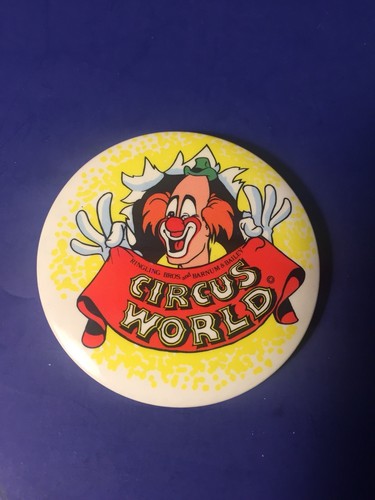 RINGLING BROS. and BARNUM & BAILEY
CIRCUS
WORLD
©